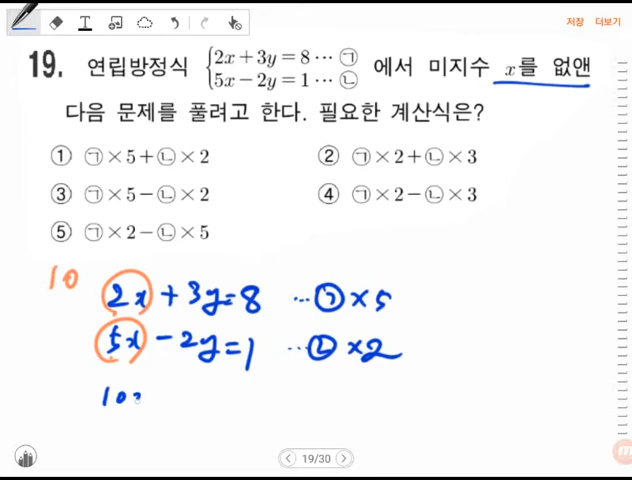 저장 더보기
19. 연립방정식 {2x+3y=8 … ㉠
5x-2y=1 … ㉡ 에서 미지수 x를 없앤
다음 문제를 풀려고 한다. 필요한 계산식은?
① ㉠×5+㉡×2 ② ㉠×2+㉡×3
③ ㉠×5-㉡×2 ④ ㉠×2-㉡×3
⑤ ㉠×2-㉡×5
10
2x + 3y = 8 … ㉠ ×5
5x - 2y = 1 … ㉡ ×2
10
19/30